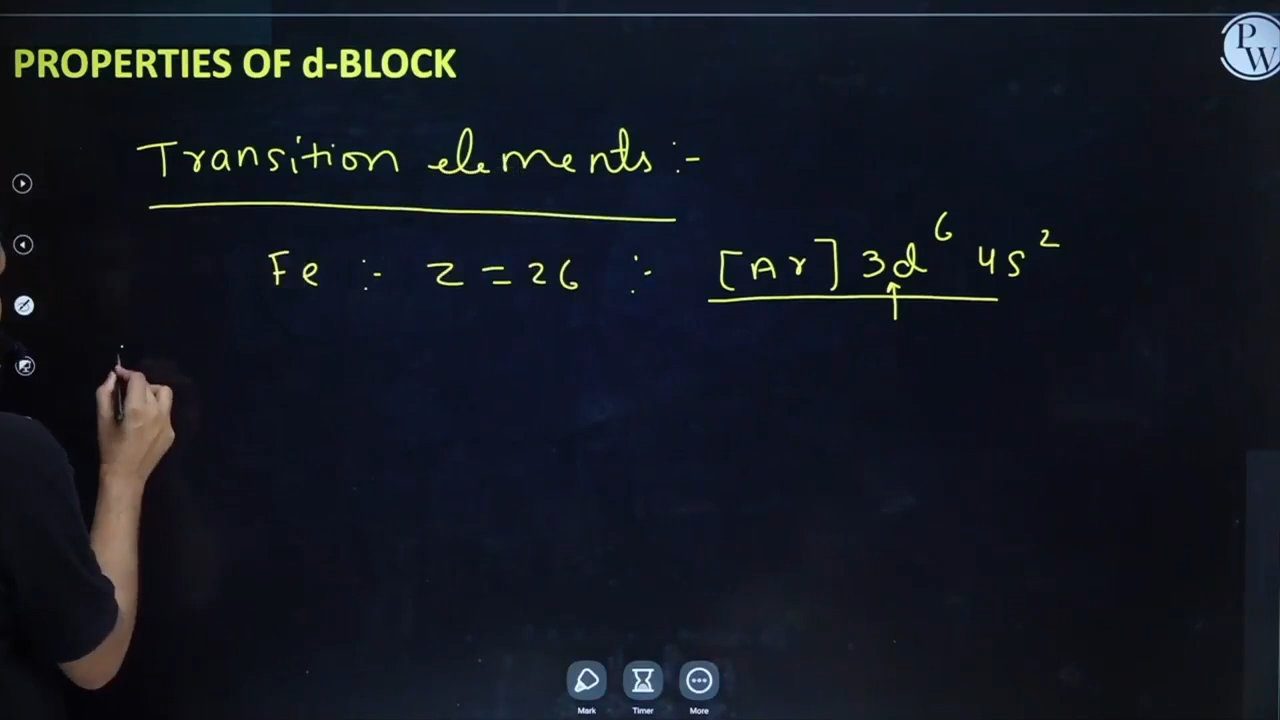 PROPERTIES OF d-BLOCK
PW
Transition elements :-
Fe :- Z = 26 :- [Ar] 3d⁶ 4s²
Mark Timer More